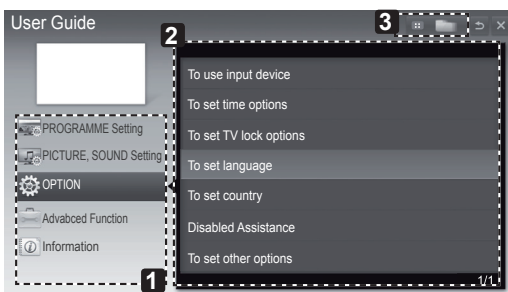 User Guide
3
2
To use input device
To set time options
To set TV lock options
To set language
To set country
Disabled Assistance
To set other options
PROGRAMME Setting
PICTURE, SOUND Setting
OPTION
Advabced Function
Information
1
1/1